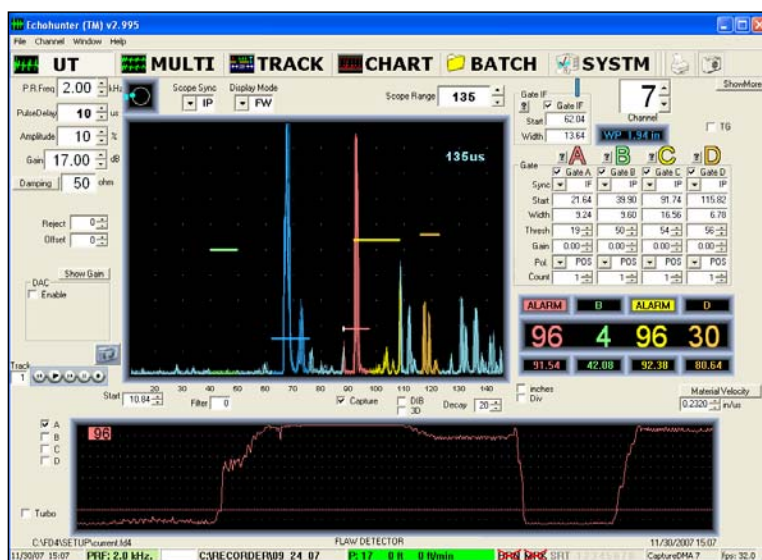 Echohunter (TM) v2.995
File Channel Window Help
UT MULTI TRACK CHART BATCH SYSTM
P.R.Freq 2.00 kHz
PulseDelay 10 us
Amplitude 10 %
Gain 17.00 dB
Damping 50 ohm
Reject 0
Offset 0
Show Gain
DAC
Enable
Track
1
Scope Sync Display Mode
IP FW
Scope Range 135
135us
20 30 40 50 60 70 80 90 100 110 120 130 140
Start 10.84 Filter 0 Capture DIB Decay 20
3D
Gate IF
? Gate IF
Start 62.04
Width 13.64
7
Channel
WP 1.94 in
ShowMore
TG
Gate ? A ? B ? C ? D
Gate A Gate B Gate C Gate D
Sync IF IP IP IP
Start 21.64 39.90 91.74 115.82
Width 9.24 9.60 16.56 6.78
Thresh 19 50 54 56
Gain 0.00 0.00 0.00 0.00
Pol. POS POS POS POS
Count 1 1 1 1
ALARM B ALARM D
96 4 96 30
91.54 42.08 92.38 80.64
inches
Div
Material Velocity
0.2320 in/us
A
B
C
D
96
Turbo
C:\FD4\SETUP\current.fd4 FLAW DETECTOR 11/30/2007 15:07
11/30/07 15:07 PRF: 2.0 kHz. C:\RECORDER\09_24_07 P: 17 0 ft 0 ft/min BRN MRK SRT 12345678 CaptureDMA 7 fps: 32.0